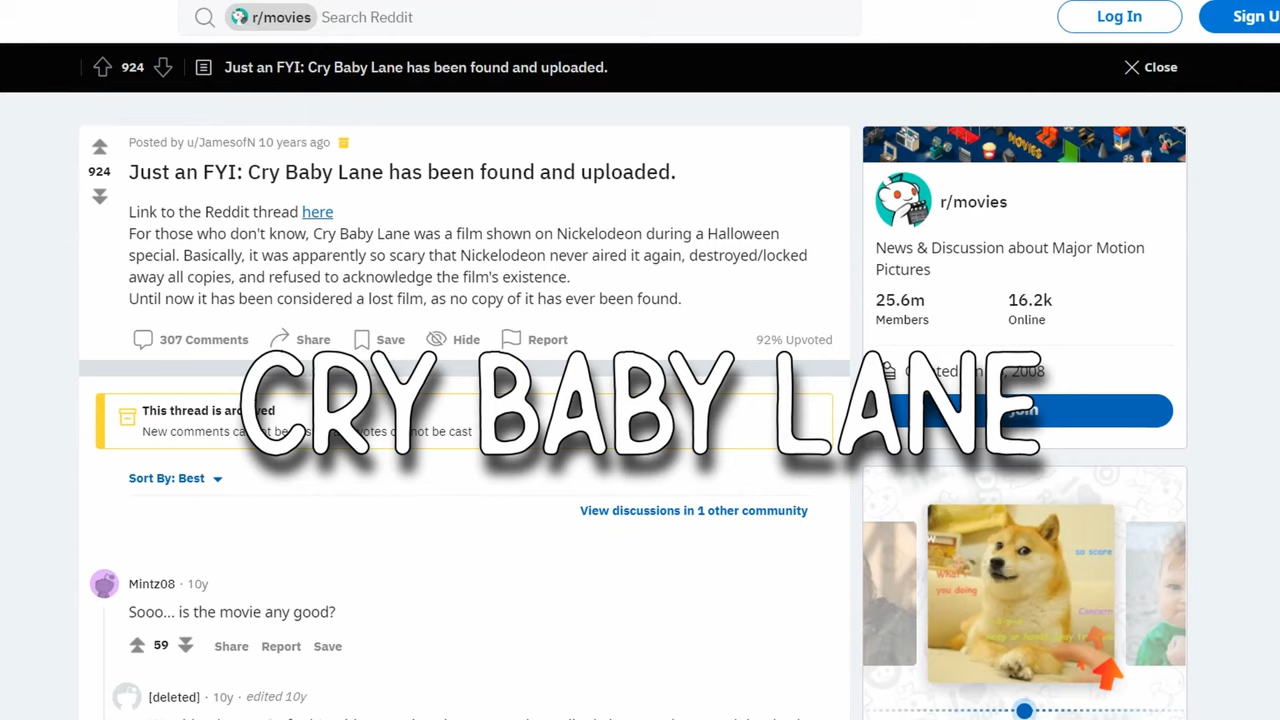 r/movies Search Reddit
Log In
Sign U
924
Just an FYI: Cry Baby Lane has been found and uploaded.
Close
Posted by u/JamesofN 10 years ago
924
Just an FYI: Cry Baby Lane has been found and uploaded.
Link to the Reddit thread here
For those who don't know, Cry Baby Lane was a film shown on Nickelodeon during a Halloween
special. Basically, it was apparently so scary that Nickelodeon never aired it again, destroyed/locked
away all copies, and refused to acknowledge the film's existence.
Until now it has been considered a lost film, as no copy of it has ever been found.
307 Comments Share Save Hide Report 92% Upvoted
MOVIES
r/movies
News & Discussion about Major Motion
Pictures
25.6m 16.2k
Members Online
2008
CRY BABY LANE
This thread is
New comments
not be cast
Sort By: Best
View discussions in 1 other community
Mintz08 · 10y
Sooo... is the movie any good?
59 Share Report Save
[deleted] · 10y · edited 10y
so scare
What
you doing
Concern